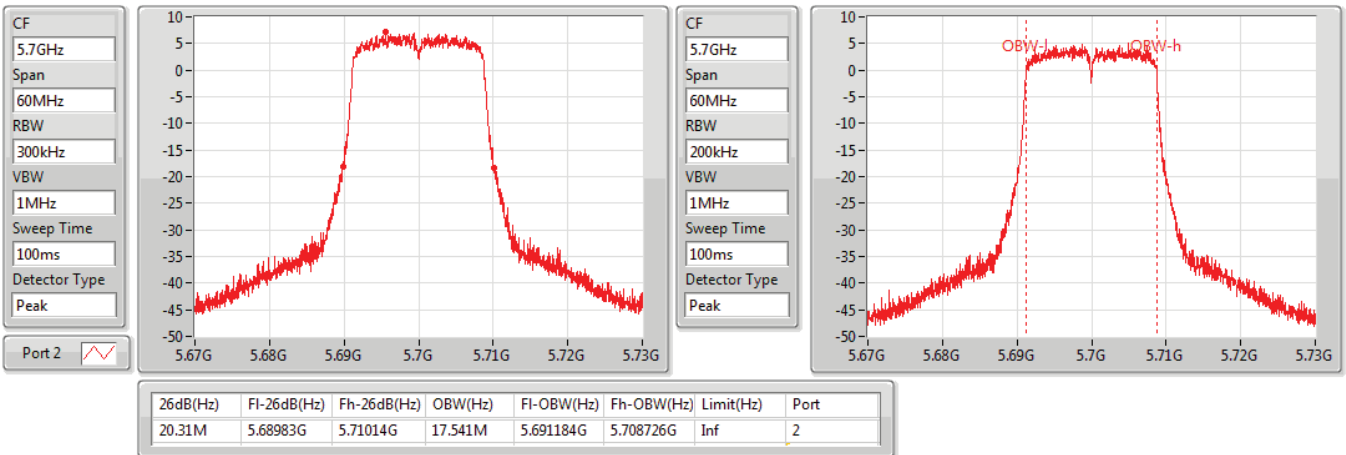 CF
5.7GHz
Span
60MHz
RBW
300kHz
VBW
1MHz
Sweep Time
100ms
Detector Type
Peak
Port 2
10
5
0
-5
-10
-15
-20
-25
-30
-35
-40
-45
-50
5.67G 5.68G 5.69G 5.7G 5.71G 5.72G 5.73G
CF
5.7GHz
Span
60MHz
RBW
200kHz
VBW
1MHz
Sweep Time
100ms
Detector Type
Peak
10
5
0
-5
-10
-15
-20
-25
-30
-35
-40
-45
-50
OBW-l OBW-h
5.67G 5.68G 5.69G 5.7G 5.71G 5.72G 5.73G
26dB(Hz) Fl-26dB(Hz) Fh-26dB(Hz) OBW(Hz) Fl-OBW(Hz) Fh-OBW(Hz) Limit(Hz) Port
20.31M 5.68983G 5.71014G 17.541M 5.691184G 5.708726G Inf 2